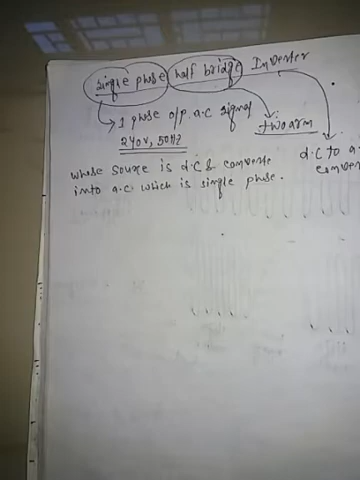 single phase half bridge Inverter
1 phase o/p a.c signal
240V, 50HZ
two arm
d.c to a.
conver
whose source is d.c & converte
into a.c. which is single phase.